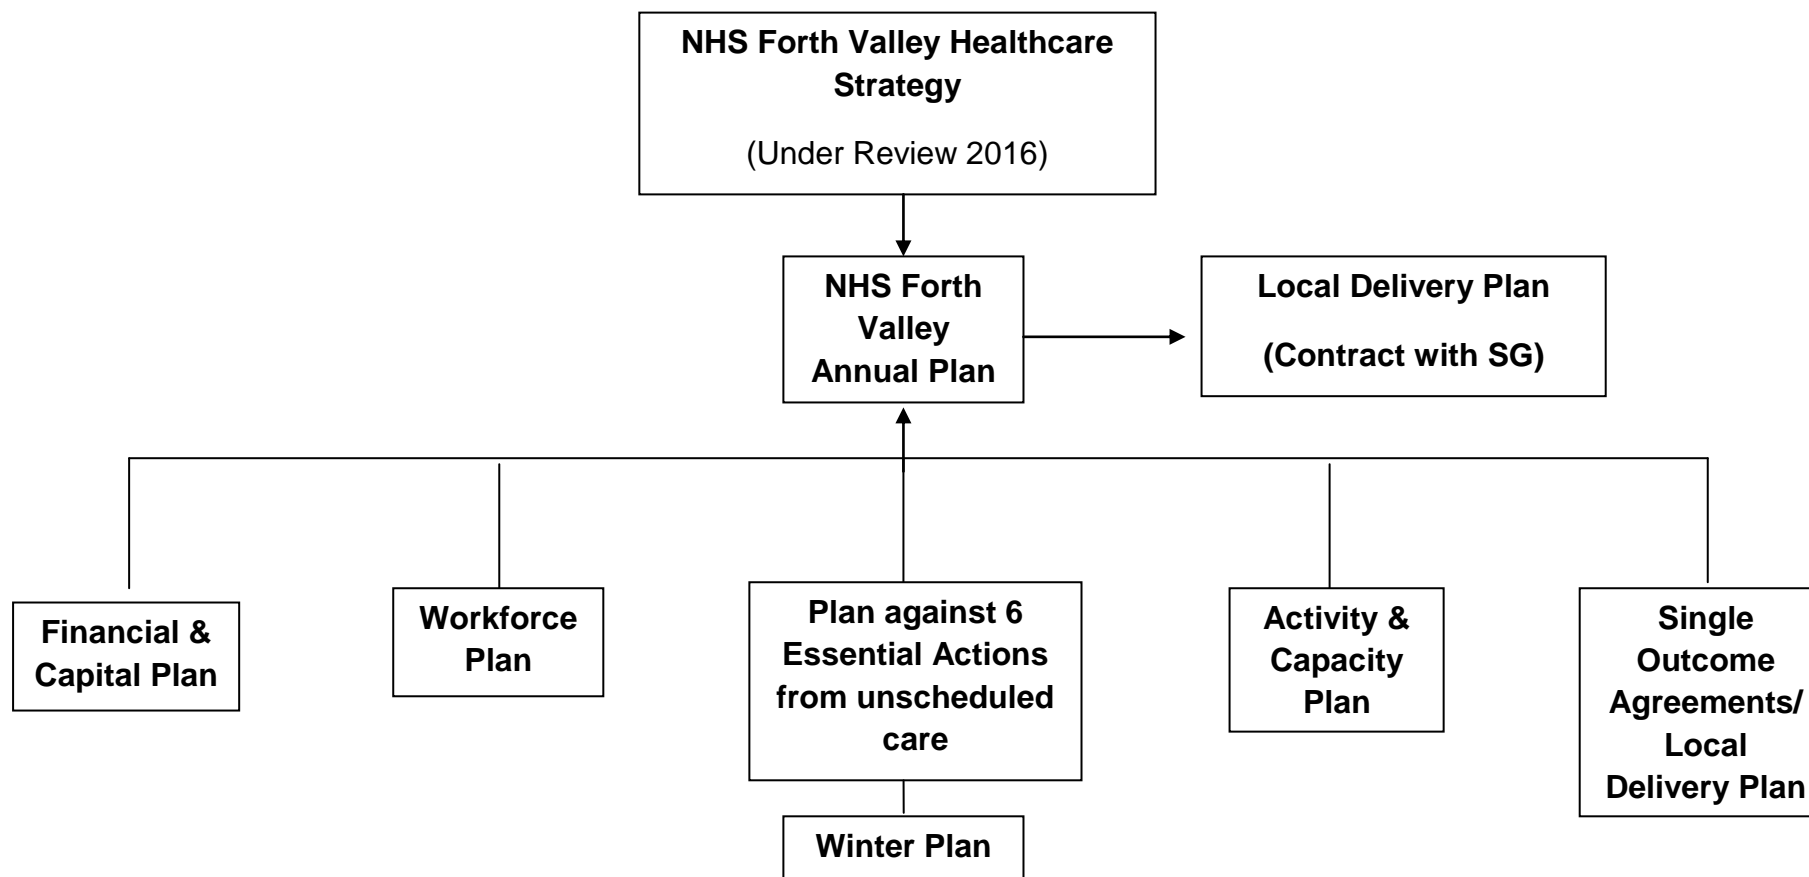 NHS Forth Valley Healthcare
Strategy
(Under Review 2016)
NHS Forth
Valley
Annual Plan
Local Delivery Plan
(Contract with SG)
Financial &
Capital Plan
Workforce
Plan
Plan against 6
Essential Actions
from unscheduled
care
Activity &
Capacity
Plan
Single
Outcome
Agreements/
Local
Delivery Plan
Winter Plan